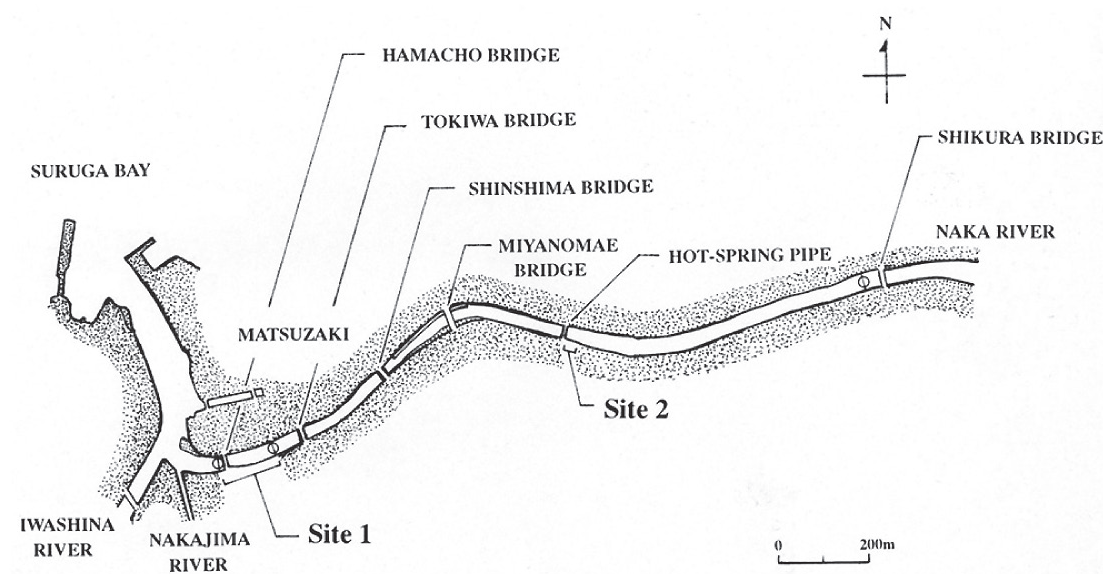 N
HAMACHO BRIDGE
TOKIWA BRIDGE
SHIKURA BRIDGE
SURUGA BAY
SHINSHIMA BRIDGE
NAKA RIVER
MIYANOMAE
BRIDGE
HOT-SPRING PIPE
MATSUZAKI
Site 2
Site 1
IWASHINA
RIVER
NAKAJIMA
RIVER
0 200m